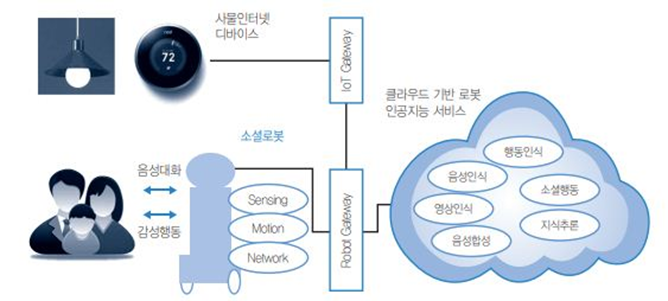 사물인터넷
디바이스
nest
72
IoT Gateway
클라우드 기반 로봇
인공지능 서비스
소셜로봇
음성대화
감성행동
Sensing
Motion
Network
Robot Gateway
행동인식
음성인식
소셜행동
영상인식
지식추론
음성합성